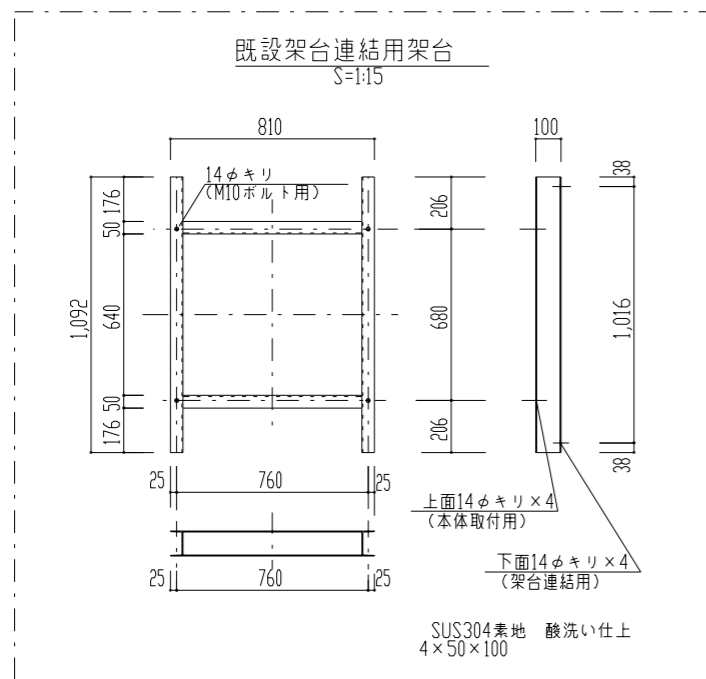 既設架台連結用架台
S=1:15
810
100
14φキリ
(M10ボルト用)
176
50
640
50
176
1,092
206
680
206
38
1,016
38
25
760
25
上面14φキリ×4
(本体取付用)
下面14φキリ×4
(架台連結用)
25
760
25
SUS304素地 酸洗い仕上
4×50×100